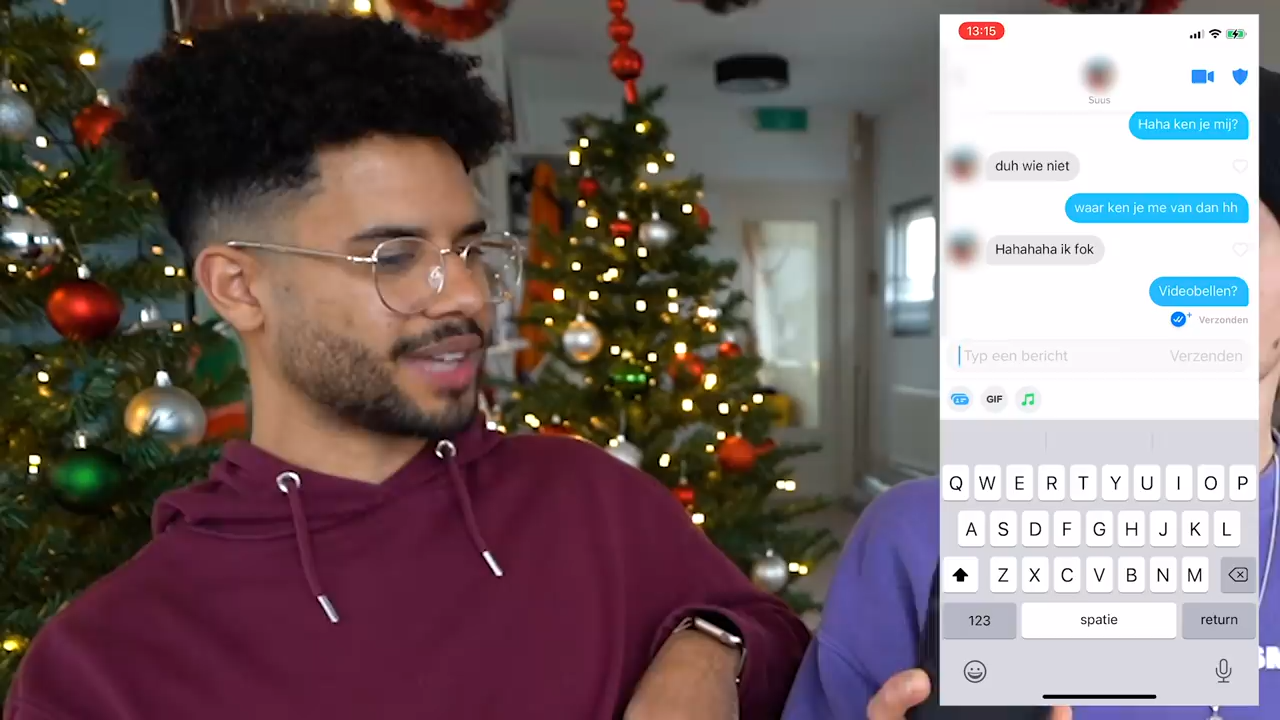 13:15
Suus
Haha ken je mij?
duh wie niet
waar ken je me van dan hh
Hahahaha ik fok
Videobellen?
Verzonden
Typ een bericht Verzenden
GIF
Q W E R T Y U I O P
A S D F G H J K L
Z X C V B N M
123 spatie return